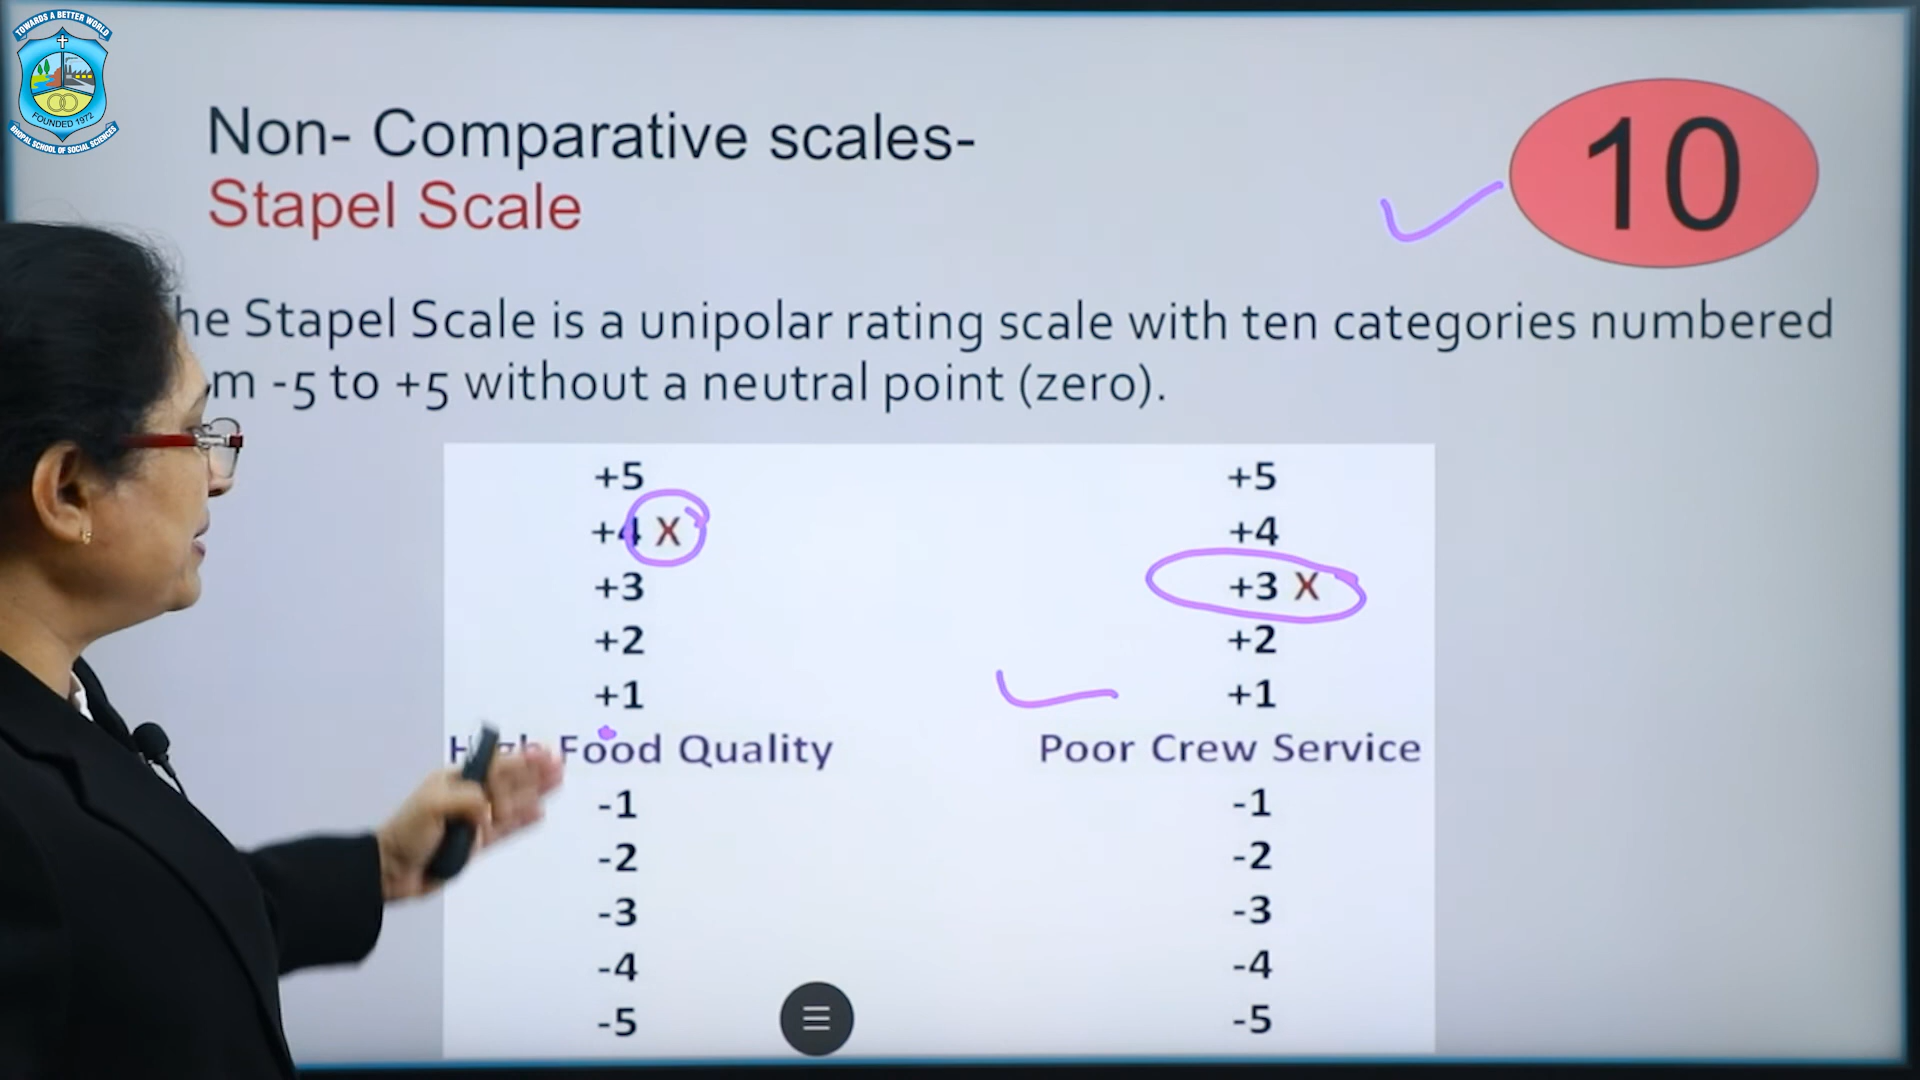 TOWARDS A BETTER WORLD
FOUNDED 1972
BHOPAL SCHOOL OF SOCIAL SCIENCES
Non- Comparative scales-
Stapel Scale
10
he Stapel Scale is a unipolar rating scale with ten categories numbered
m -5 to +5 without a neutral point (zero).
+5 +5
+4 X +4
+3 +3 X
+2 +2
+1 +1
High Food Quality Poor Crew Service
-1 -1
-2 -2
-3 -3
-4 -4
-5 -5